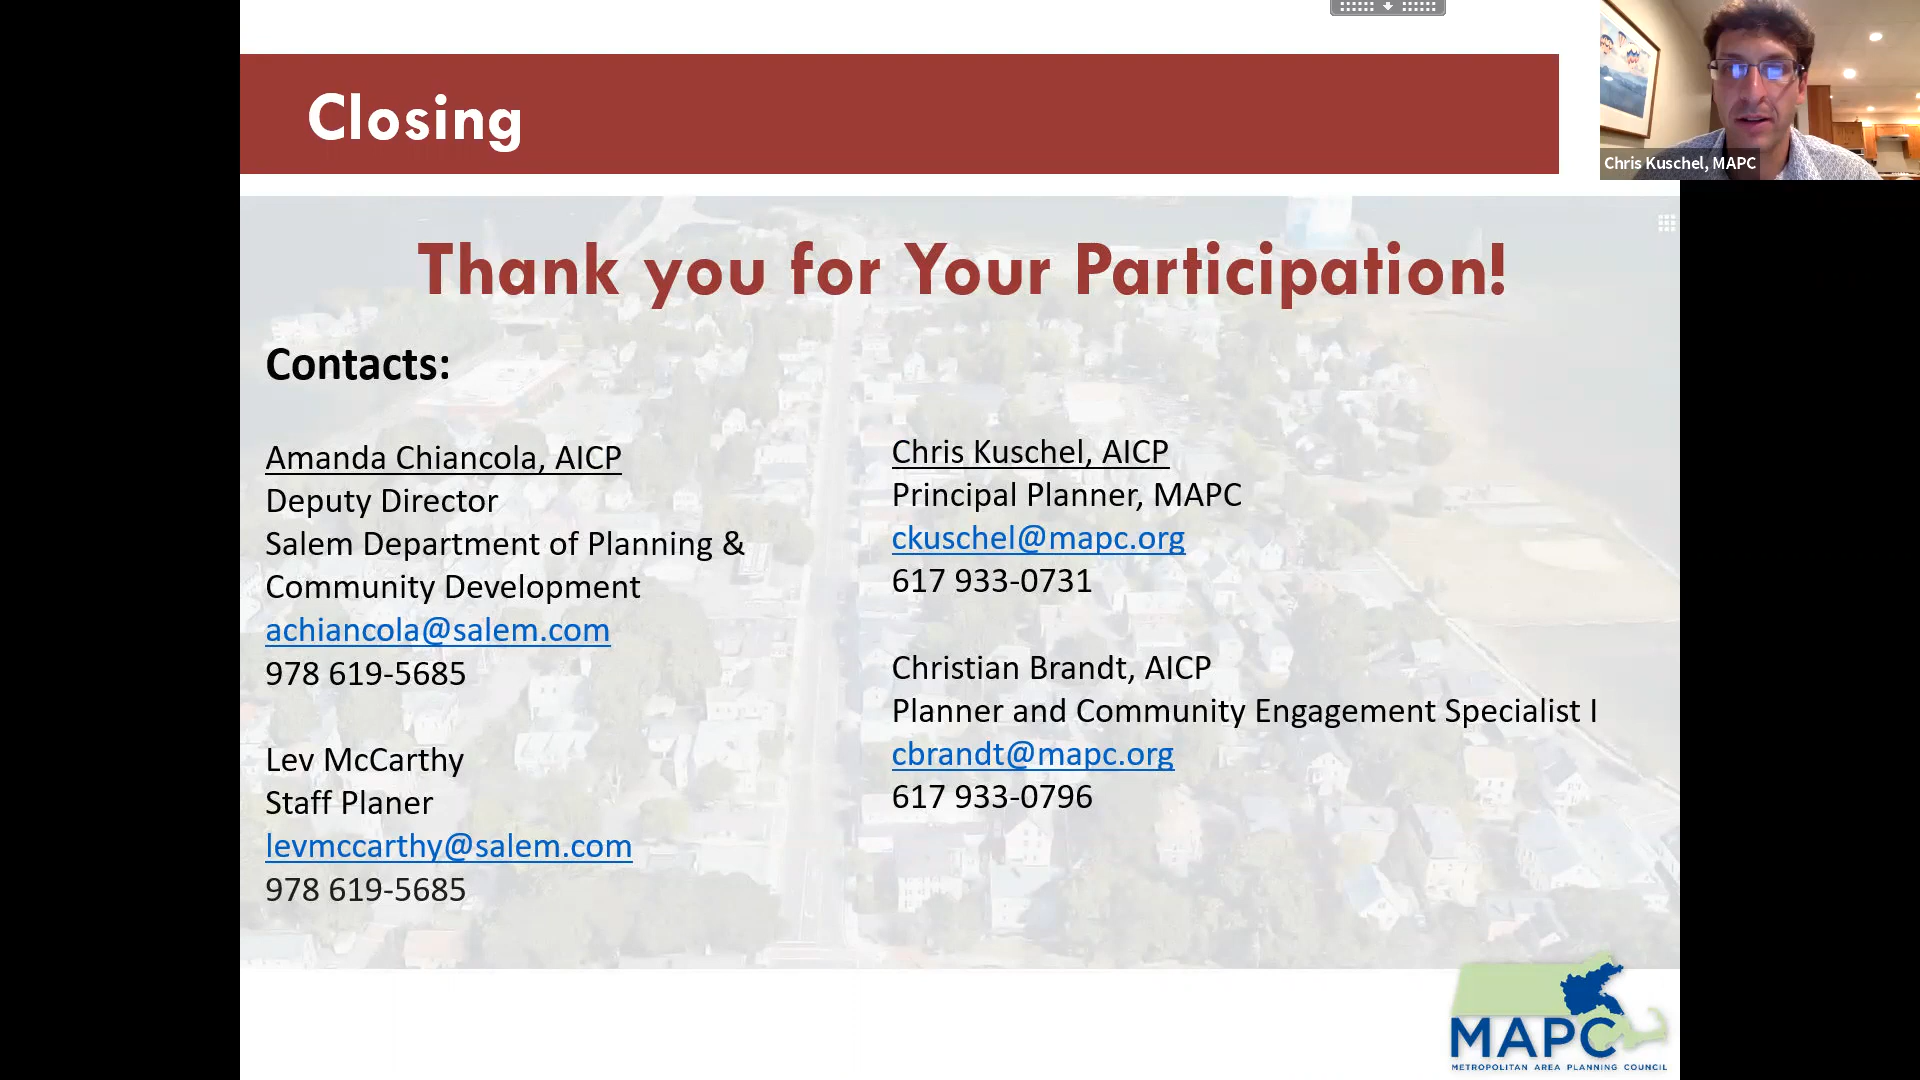 Closing
Chris Kuschel, MAPC
Thank you for Your Participation!
Contacts:
Amanda Chiancola, AICP
Deputy Director
Salem Department of Planning &
Community Development
achiancola@salem.com
978 619-5685
Lev McCarthy
Staff Planer
levmccarthy@salem.com
978 619-5685
Chris Kuschel, AICP
Principal Planner, MAPC
ckuschel@mapc.org
617 933-0731
Christian Brandt, AICP
Planner and Community Engagement Specialist I
cbrandt@mapc.org
617 933-0796
MAPC
METROPOLITAN AREA PLANNING COUNCIL